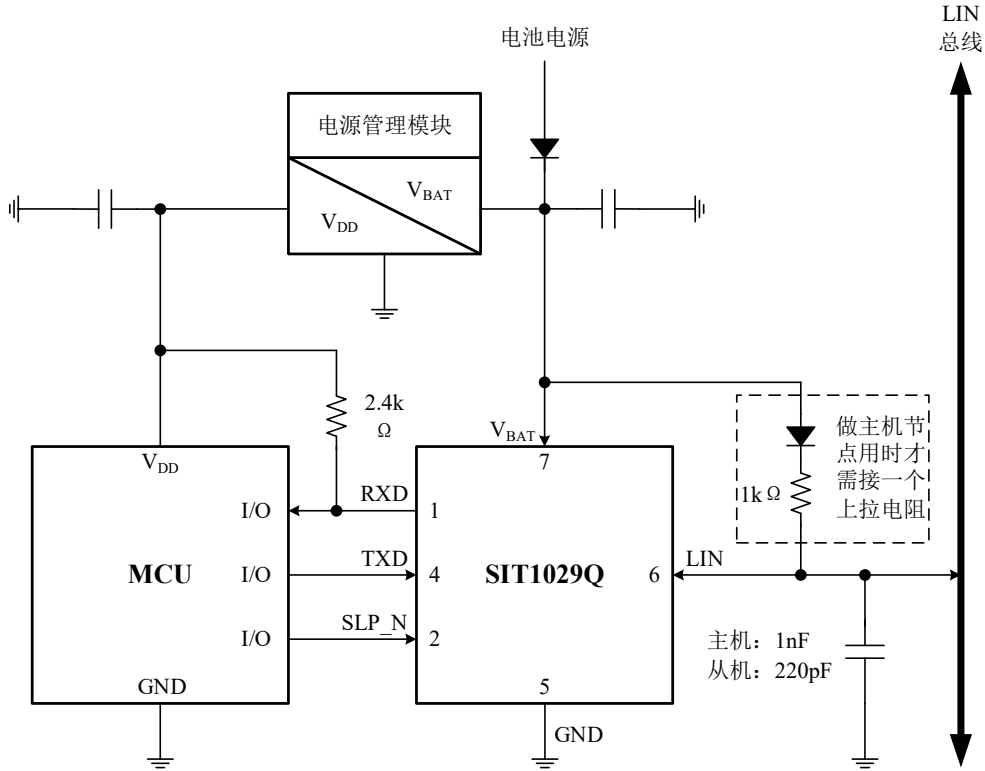 LIN
总线
电池电源
电源管理模块
VBAT
VDD
2.4k
Ω
VBAT
7
做主机节
点用时才
需接一个
上拉电阻
1kΩ
VDD
I/O
RXD
1
MCU
I/O
TXD
4
SIT1029Q
6
LIN
I/O
SLP_N
2
主机：1nF
从机：220pF
GND
5
GND